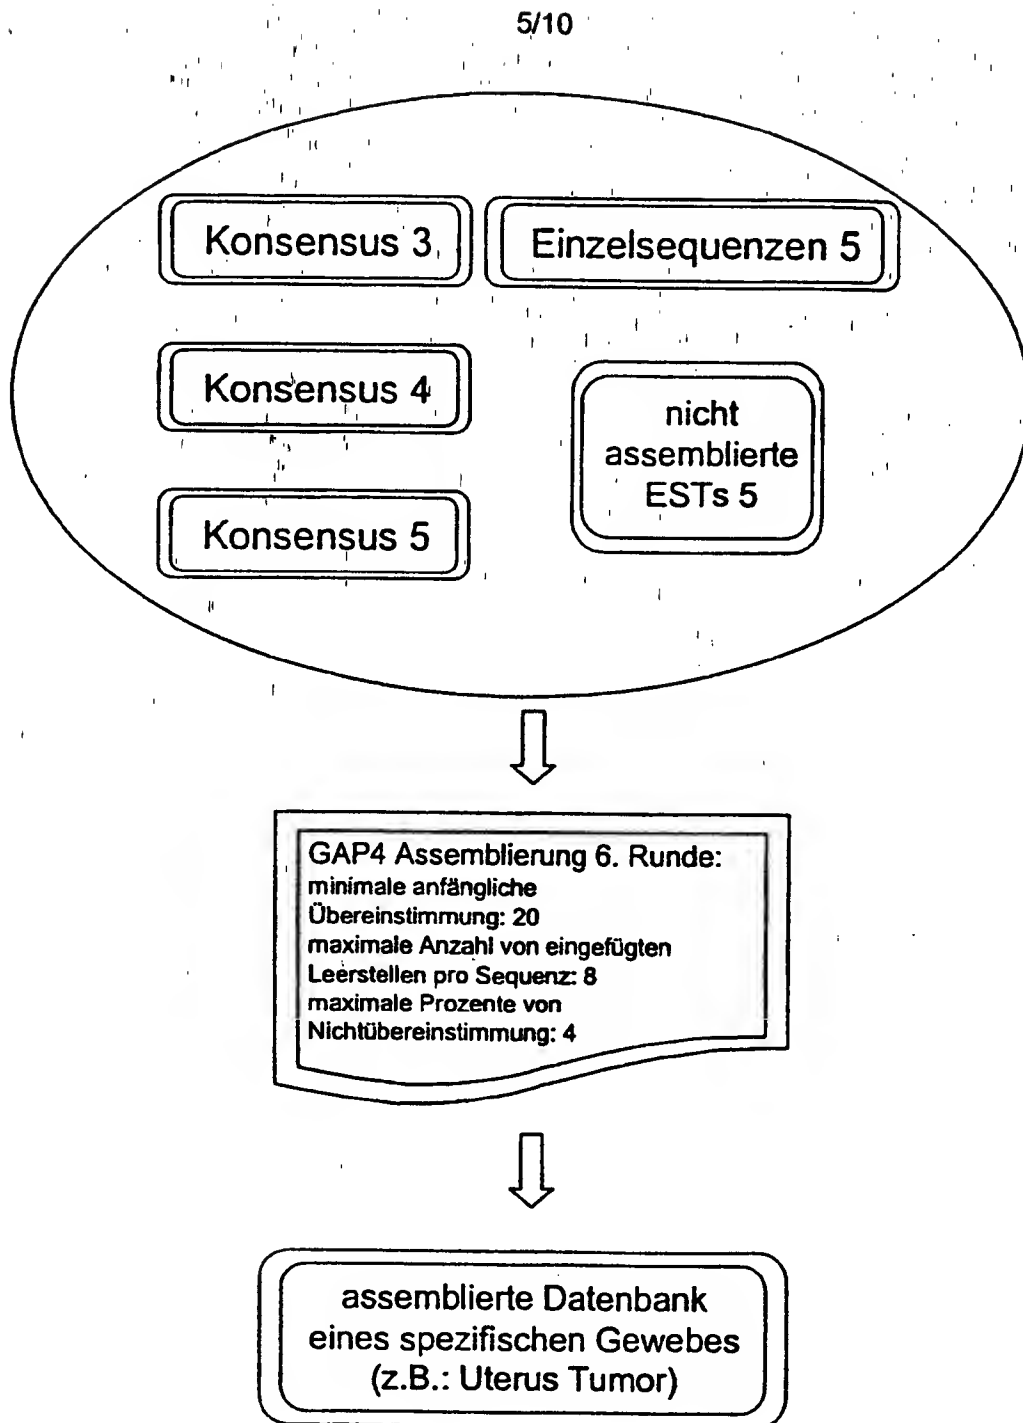 5/10
Konsensus 3
Einzelsequenzen 5
Konsensus 4
nicht
assemblierte
ESTs 5
Konsensus 5
GAP4 Assemblierung 6. Runde:
minimale anfängliche
Übereinstimmung: 20
maximale Anzahl von eingefügten
Leerstellen pro Sequenz: 8
maximale Prozente von
Nichtübereinstimmung: 4
assemblierte Datenbank
eines spezifischen Gewebes
(z.B.: Uterus Tumor)